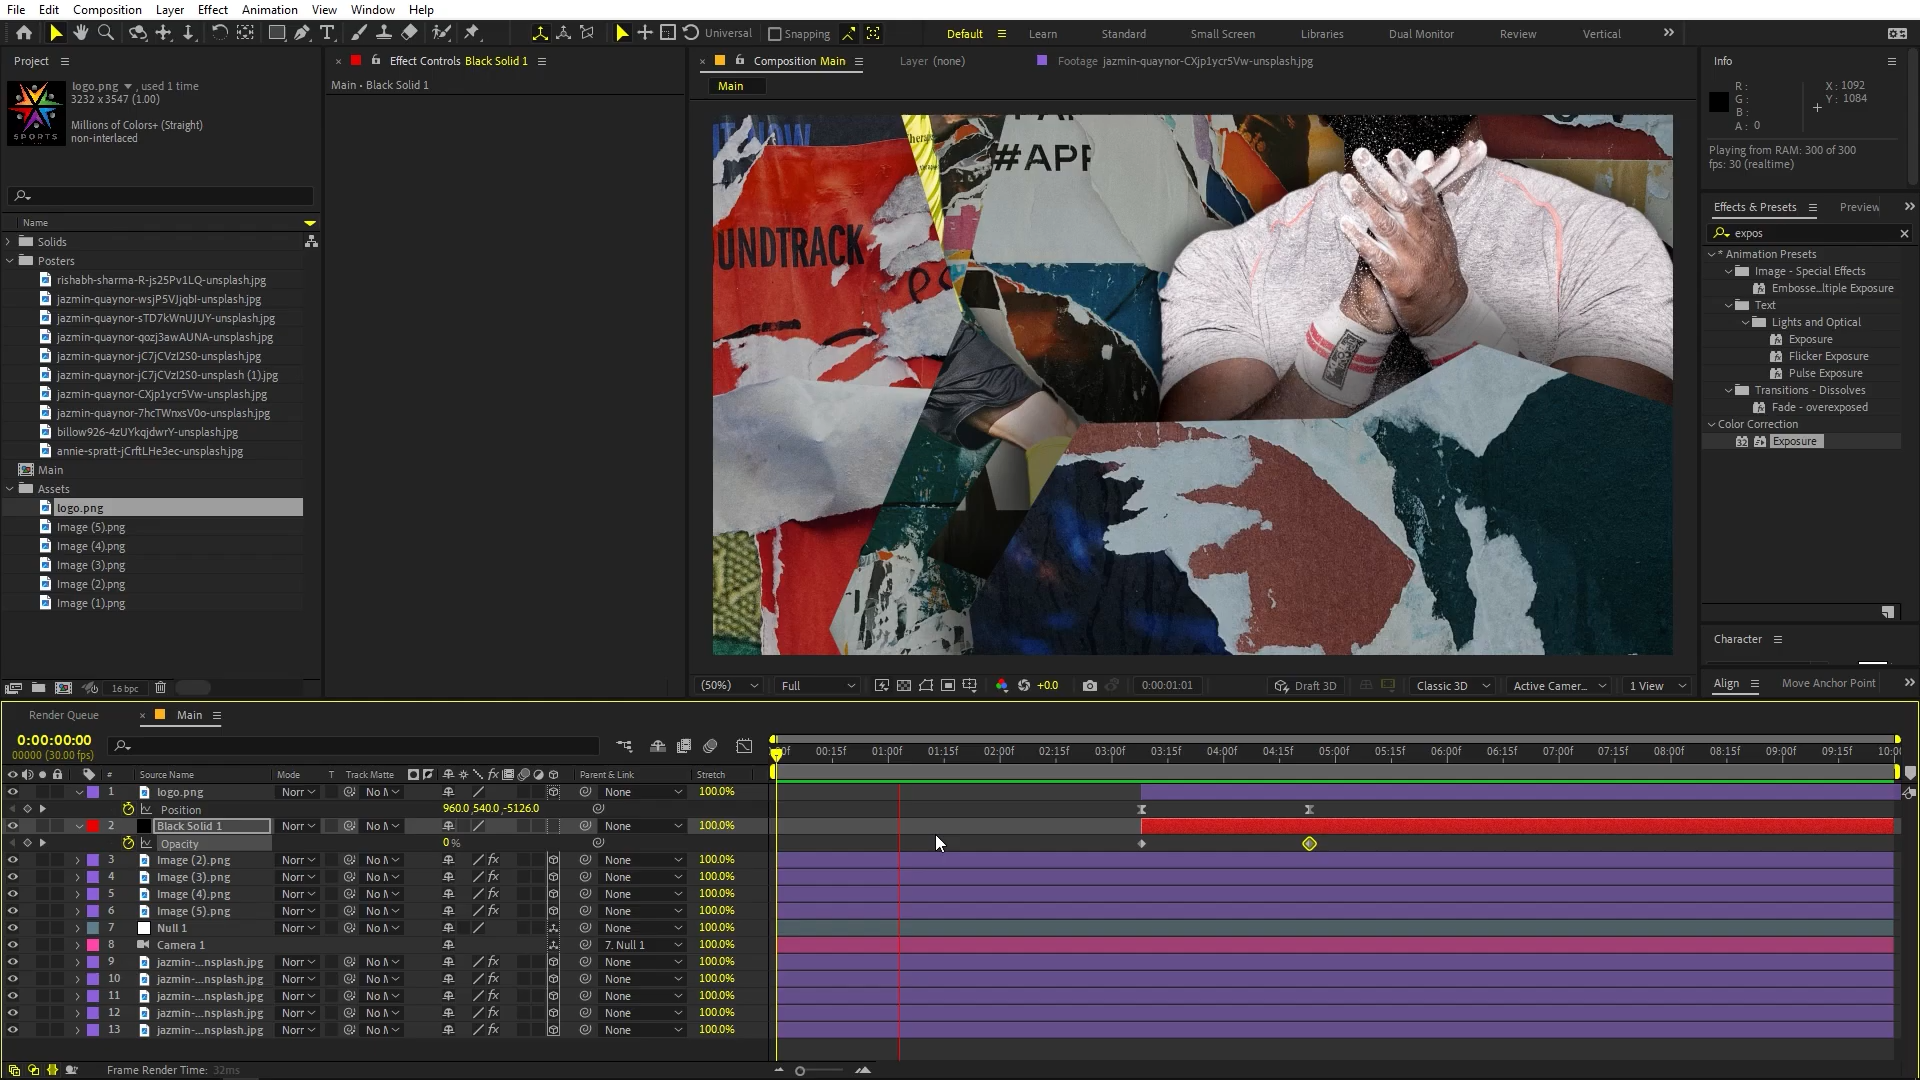 File Edit Composition Layer Effect Animation View Window Help
Universal Snapping Default Learn Standard Small Screen Libraries Dual Monitor Review Vertical
Project
logo.png , used 1 time
3232 x 3547 (1.00)
Millions of Colors+ (Straight)
non-interlaced
SPORTS
Name
Solids
Posters
rishabh-sharma-R-js25Pv1LQ-unsplash.jpg
jazmin-quaynor-wsjP5VJjqbI-unsplash.jpg
jazmin-quaynor-sTD7kWnUJUY-unsplash.jpg
jazmin-quaynor-qozj3awAUNA-unsplash.jpg
jazmin-quaynor-jC7jCVzI2S0-unsplash.jpg
jazmin-quaynor-jC7jCVzI2S0-unsplash (1).jpg
jazmin-quaynor-CXjp1ycr5Vw-unsplash.jpg
jazmin-quaynor-7hcTWnxsV0o-unsplash.jpg
billow926-4zUYkqjdwrY-unsplash.jpg
annie-spratt-jCrftLHe3ec-unsplash.jpg
Main
Assets
logo.png
Image (5).png
Image (4).png
Image (3).png
Image (2).png
Image (1).png
16 bpc
Effect Controls Black Solid 1
Main • Black Solid 1
Composition Main Layer (none) Footage jazmin-quaynor-CXjp1ycr5Vw-unsplash.jpg
Main
IT NOW
#APP
UNDTRACK
(50%) Full +0.0 0:00:01:01 Draft 3D Classic 3D Active Camer... 1 View
Info
R :
G :
B :
A : 0
X : 1092
Y : 1084
Playing from RAM: 300 of 300
fps: 30 (realtime)
Effects & Presets Preview
expos
* Animation Presets
Image - Special Effects
Embosse...ltiple Exposure
Text
Lights and Optical
Exposure
Flicker Exposure
Pulse Exposure
Transitions - Dissolves
Fade - overexposed
Color Correction
32 Exposure
Character
Align Move Anchor Point
Render Queue Main
0:00:00:00
00000 (30.00 fps)
:00f 00:15f 01:00f 01:15f 02:00f 02:15f 03:00f 03:15f 04:00f 04:15f 05:00f 05:15f 06:00f 06:15f 07:00f 07:15f 08:00f 08:15f 09:00f 09:15f 10:00
# Source Name Mode T Track Matte fx Parent & Link Stretch
1 logo.png Norr No M None 100.0%
Position 960.0,540.0,-5126.0
2 Black Solid 1 Norr No M None 100.0%
Opacity 0 %
3 Image (2).png Norr No M fx None 100.0%
4 Image (3).png Norr No M fx None 100.0%
5 Image (4).png Norr No M fx None 100.0%
6 Image (5).png Norr No M fx None 100.0%
7 Null 1 Norr No M None 100.0%
8 Camera 1 7. Null 1 100.0%
9 jazmin-...nsplash.jpg Norr No M fx None 100.0%
10 jazmin-...nsplash.jpg Norr No M fx None 100.0%
11 jazmin-...nsplash.jpg Norr No M fx None 100.0%
12 jazmin-...nsplash.jpg Norr No M fx None 100.0%
13 jazmin-...nsplash.jpg Norr No M fx None 100.0%
Frame Render Time: 32ms